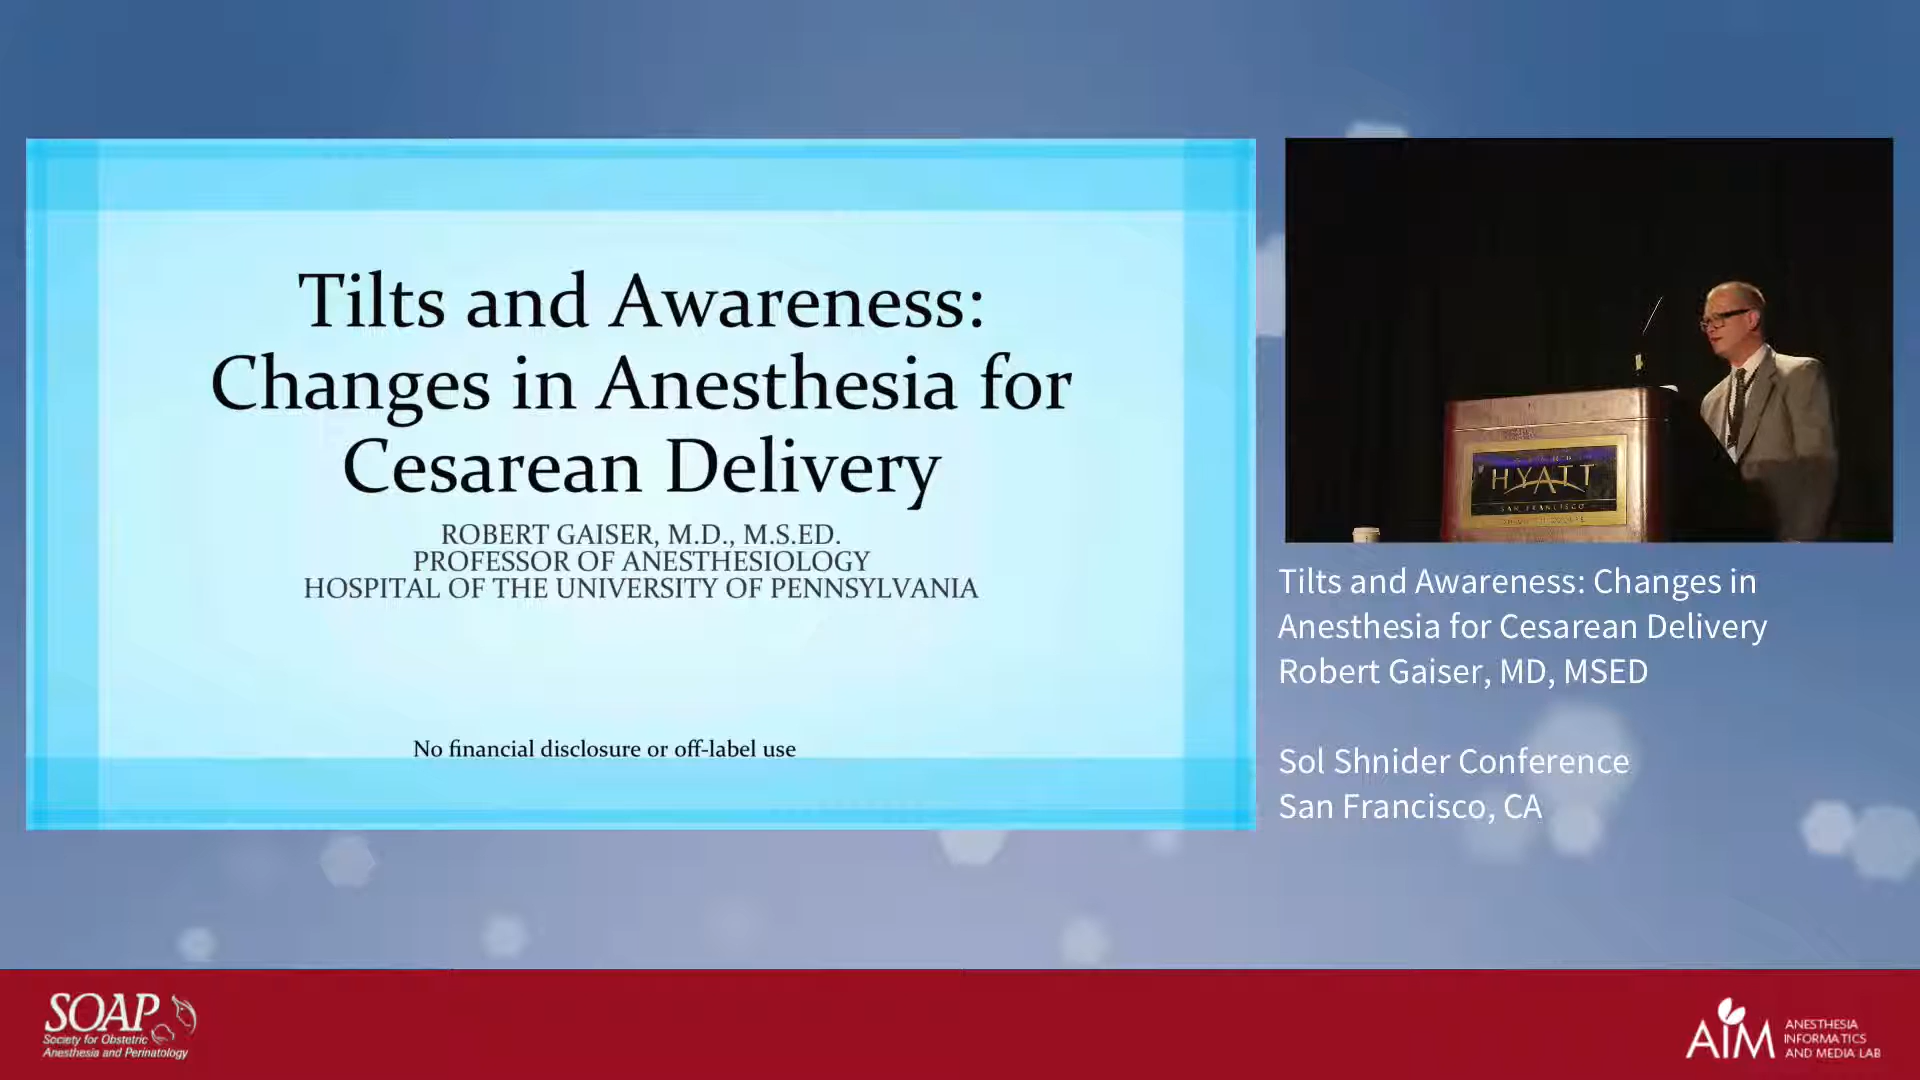 Tilts and Awareness:
Changes in Anesthesia for
Cesarean Delivery
ROBERT GAISER, M.D., M.S.ED.
PROFESSOR OF ANESTHESIOLOGY
HOSPITAL OF THE UNIVERSITY OF PENNSYLVANIA
No financial disclosure or off-label use
HYATT
SAN FRANCISCO
Tilts and Awareness: Changes in
Anesthesia for Cesarean Delivery
Robert Gaiser, MD, MSED
Sol Shnider Conference
San Francisco, CA
SOAP
Society for Obstetric
Anesthesia and Perinatology
AIM
ANESTHESIA
INFORMATICS
AND MEDIA LAB